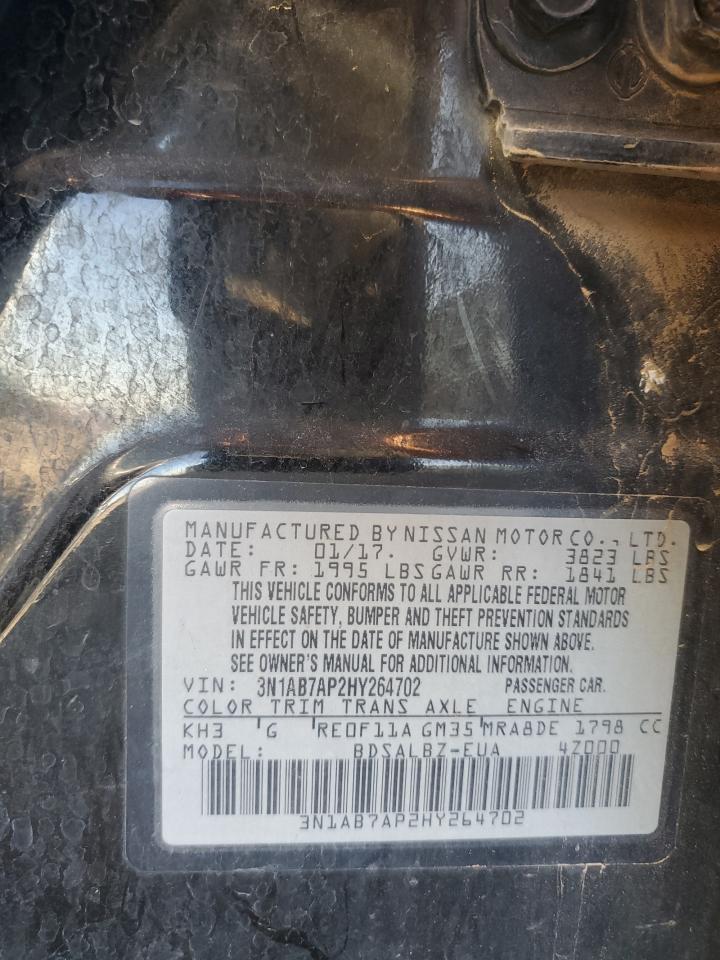 MANUFACTURED BY NISSAN MOTOR CO., LTD.
DATE: 01/17. GVWR: 3823 LBS
GAWR FR: 1995 LBS GAWR RR: 1841 LBS
THIS VEHICLE CONFORMS TO ALL APPLICABLE FEDERAL MOTOR
VEHICLE SAFETY, BUMPER AND THEFT PREVENTION STANDARDS
IN EFFECT ON THE DATE OF MANUFACTURE SHOWN ABOVE.
SEE OWNER'S MANUAL FOR ADDITIONAL INFORMATION.
VIN: 3N1AB7AP2HY264702 PASSENGER CAR.
COLOR TRIM TRANS AXLE ENGINE
KH3 G RE0F11A GM35 MRA8DE 1798 CC
MODEL: BDSALBZ-EUA 4Z000
3N1AB7AP2HY264702